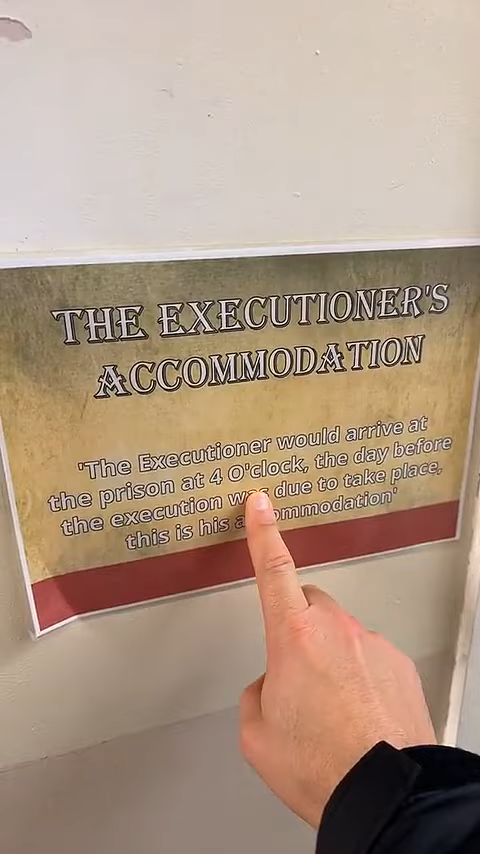 THE EXECUTIONER'S
ACCOMMODATION
'The Executioner would arrive at
the prison at 4 O'clock, the day before
the execution was due to take place,
this is his accommodation'